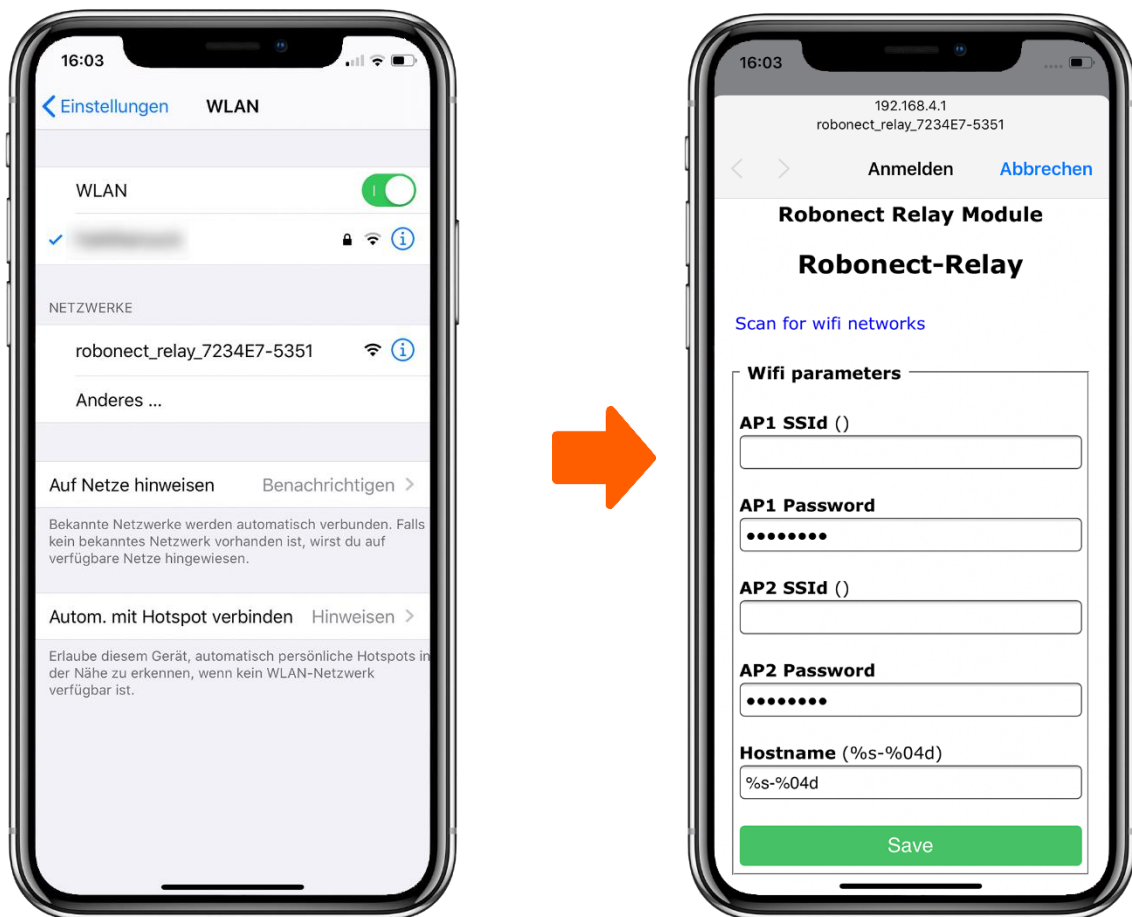 16:03
Einstellungen
WLAN
WLAN
NETZWERKE
robonect_relay_7234E7-5351
Anderes ...
Auf Netze hinweisen Benachrichtigen
Bekannte Netzwerke werden automatisch verbunden. Falls
kein bekanntes Netzwerk vorhanden ist, wirst du auf
verfügbare Netze hingewiesen.
Autom. mit Hotspot verbinden Hinweisen
Erlaube diesem Gerät, automatisch persönliche Hotspots in
der Nähe zu erkennen, wenn kein WLAN-Netzwerk
verfügbar ist.
16:03
192.168.4.1
robonect_relay_7234E7-5351
Anmelden Abbrechen
Robonect Relay Module
Robonect-Relay
Scan for wifi networks
Wifi parameters
AP1 SSId ()
AP1 Password
••••••••
AP2 SSId ()
AP2 Password
••••••••
Hostname (%s-%04d)
%s-%04d
Save